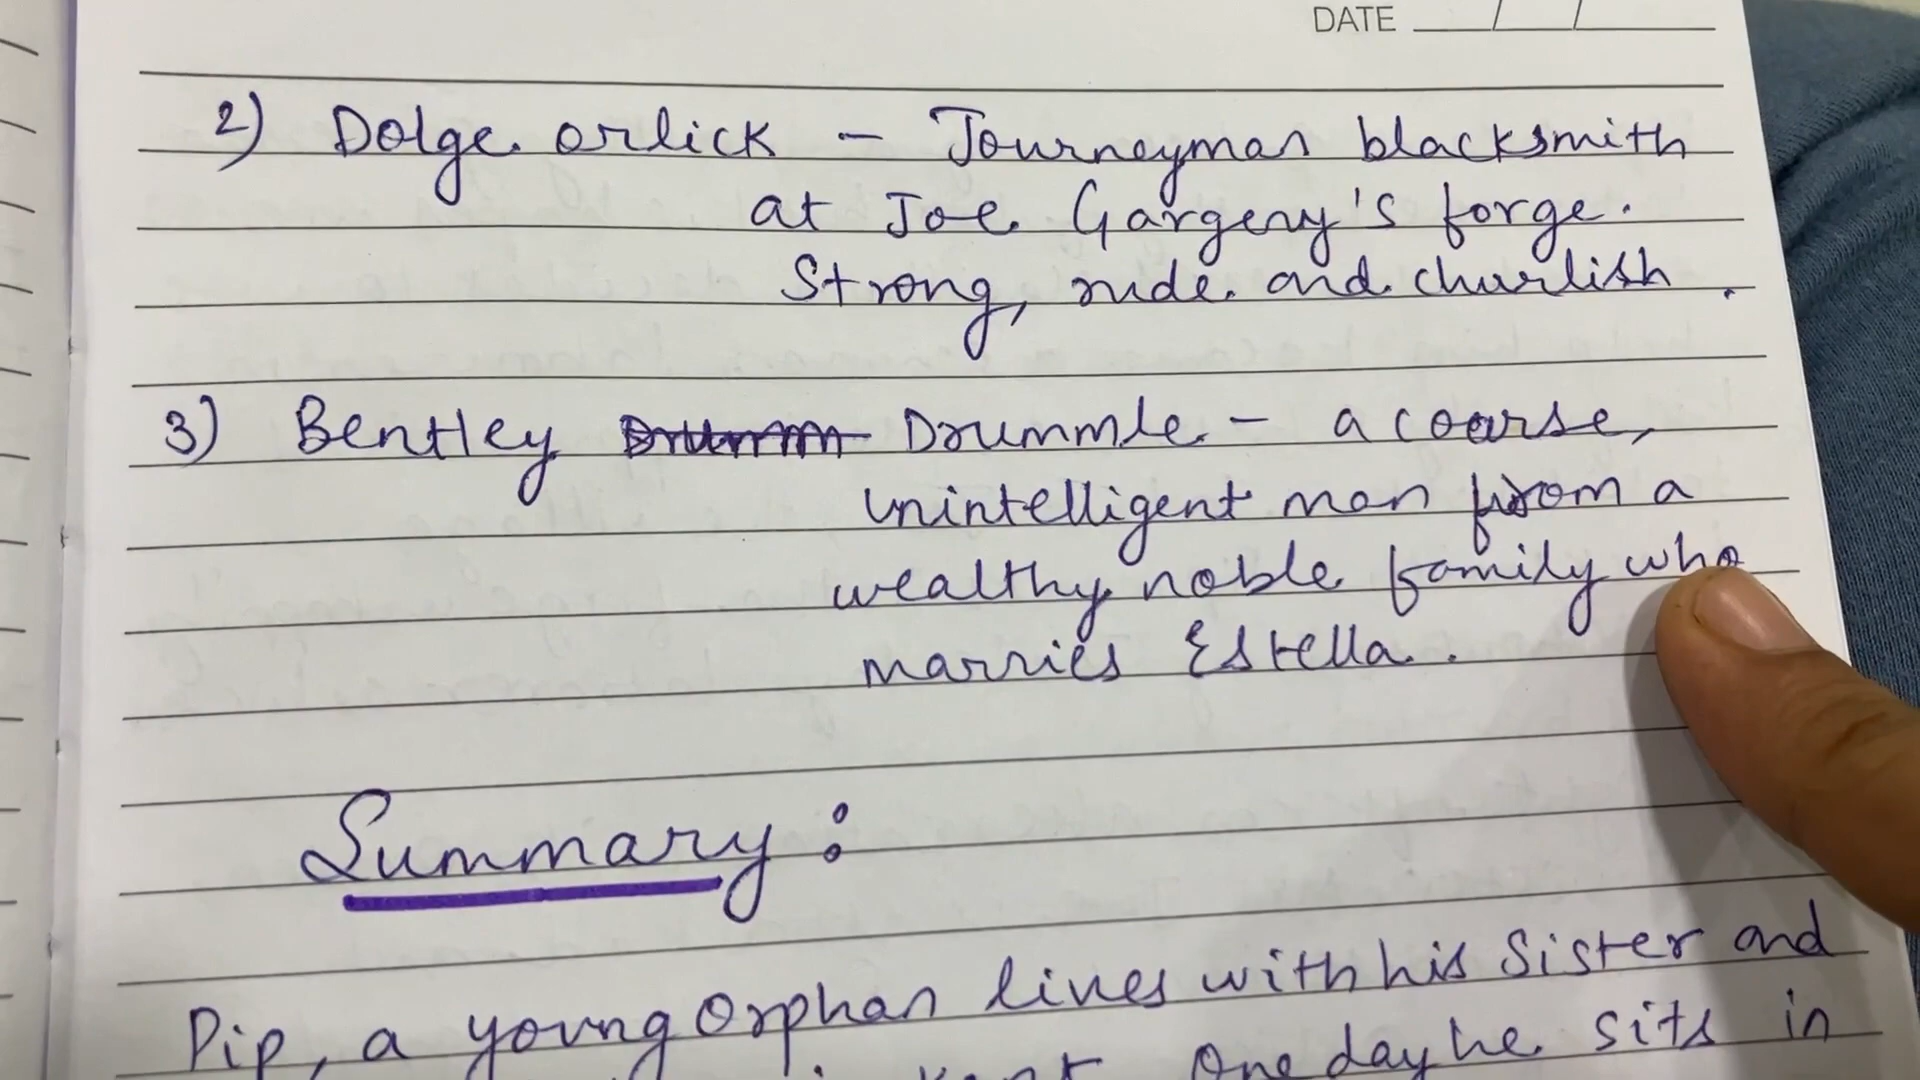 DATE / /
2) Dolge orlick - Journeyman blacksmith
at Joe Gargery's forge.
Strong, rude and churlish.
3) Bentley Drummle - a coarse,
unintelligent man from a
wealthy noble family who
marries Estella.
Summary:
Pip, a young Orphan lives with his Sister and
Kent One day he sits in